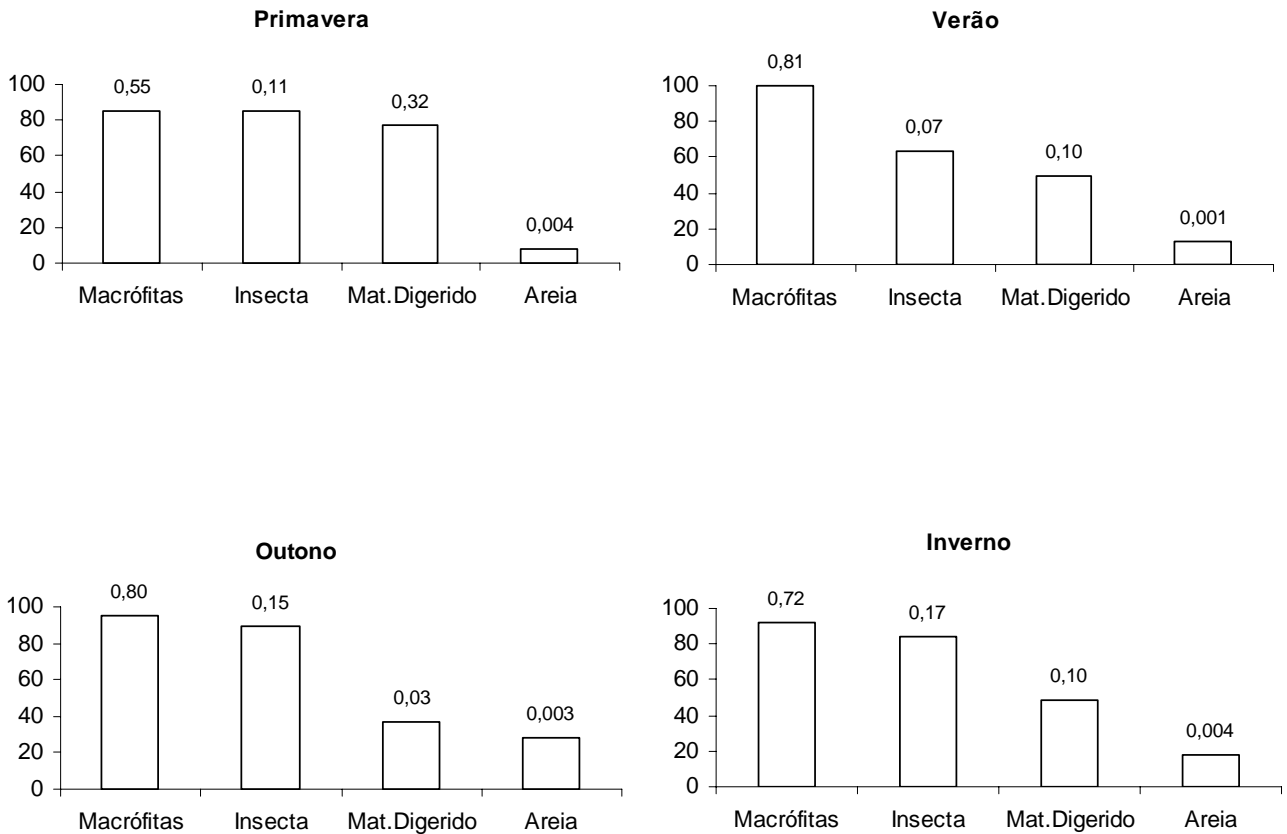 Primavera
0,55 0,11 0,32 0,004
100
80
60
40
20
0
Macrófitas Insecta Mat.Digerido Areia
Verão
0,81 0,07 0,10 0,001
100
80
60
40
20
0
Macrófitas Insecta Mat.Digerido Areia
Outono
0,80 0,15 0,03 0,003
100
80
60
40
20
0
Macrófitas Insecta Mat.Digerido Areia
Inverno
0,72 0,17 0,10 0,004
100
80
60
40
20
0
Macrófitas Insecta Mat.Digerido Areia